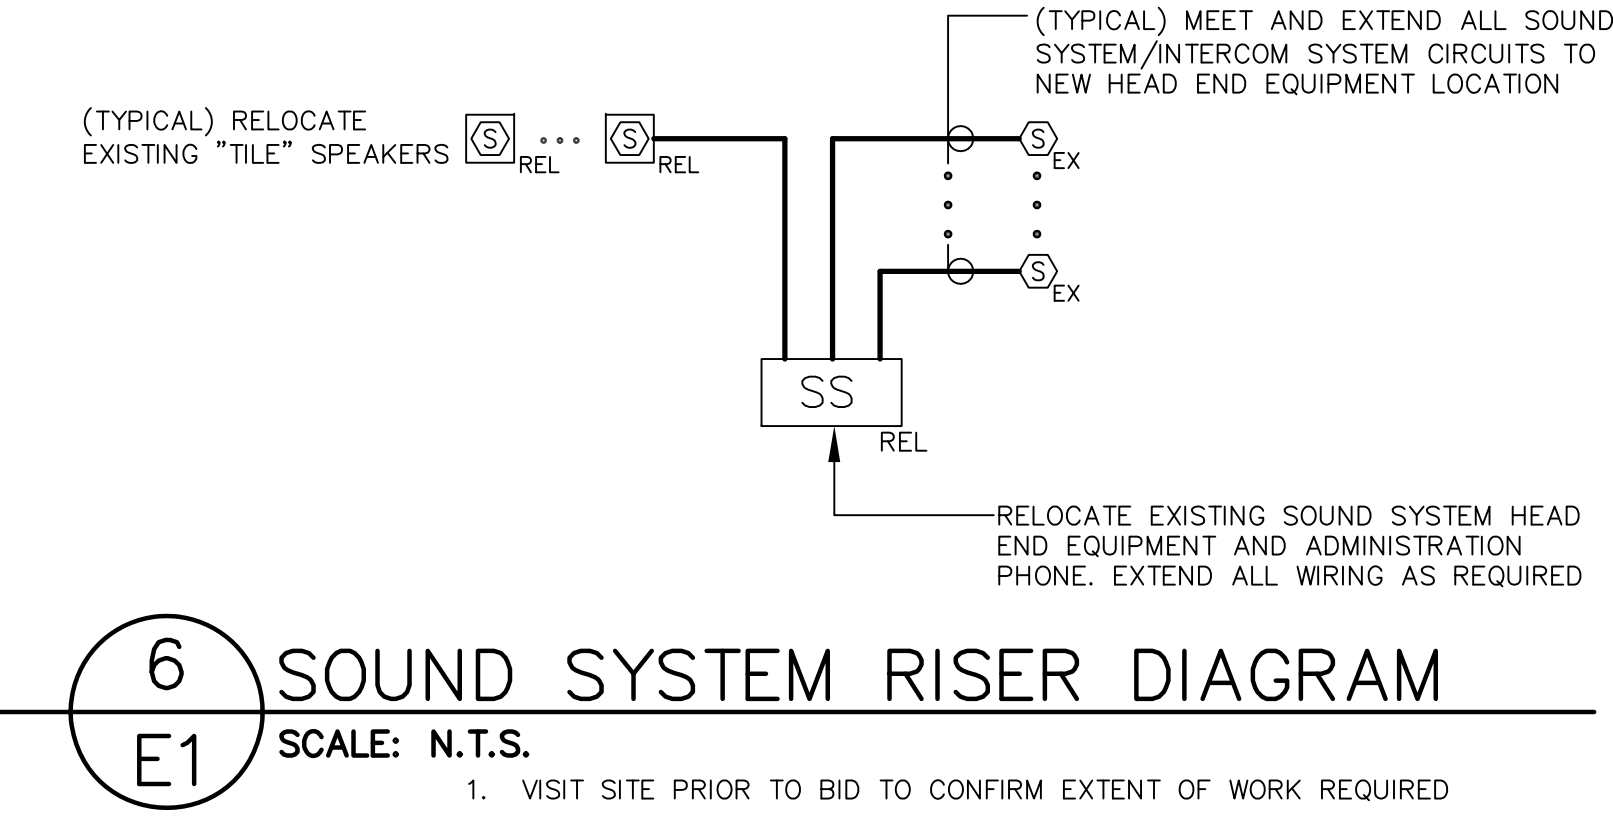 (TYPICAL) MEET AND EXTEND ALL SOUND
SYSTEM/INTERCOM SYSTEM CIRCUITS TO
NEW HEAD END EQUIPMENT LOCATION
(TYPICAL) RELOCATE
EXISTING "TILE" SPEAKERS
S
REL
S
REL
S
EX
S
EX
SS
REL
RELOCATE EXISTING SOUND SYSTEM HEAD
END EQUIPMENT AND ADMINISTRATION
PHONE. EXTEND ALL WIRING AS REQUIRED
6
E1
SOUND SYSTEM RISER DIAGRAM
SCALE: N.T.S.
1. VISIT SITE PRIOR TO BID TO CONFIRM EXTENT OF WORK REQUIRED